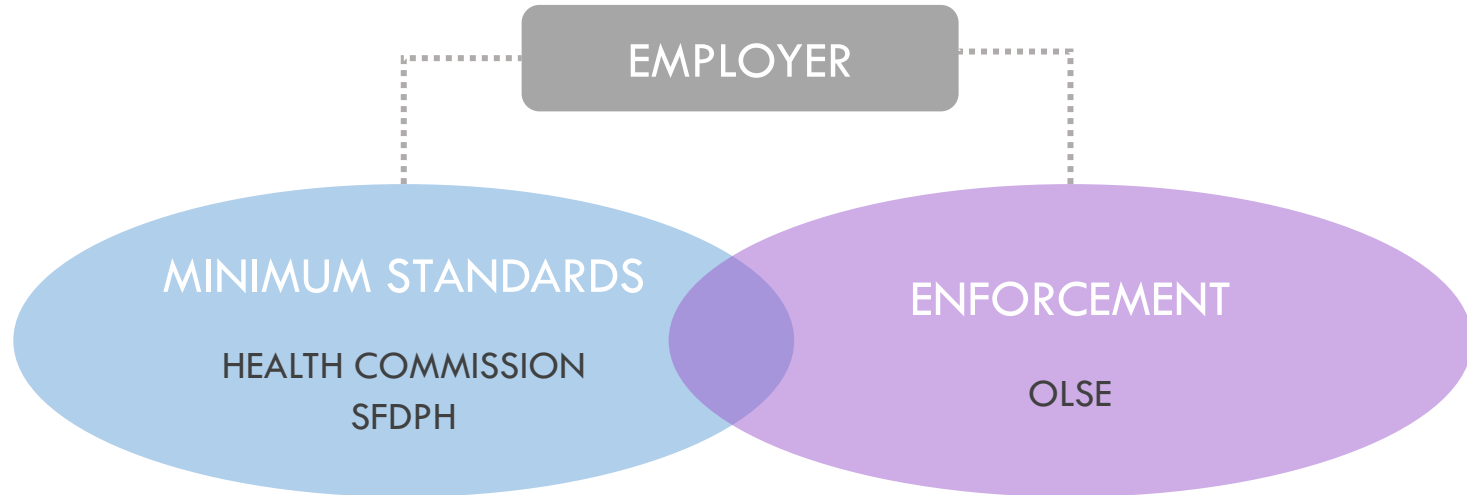 EMPLOYER
MINIMUM STANDARDS
HEALTH COMMISSION
SFDPH
ENFORCEMENT
OLSE